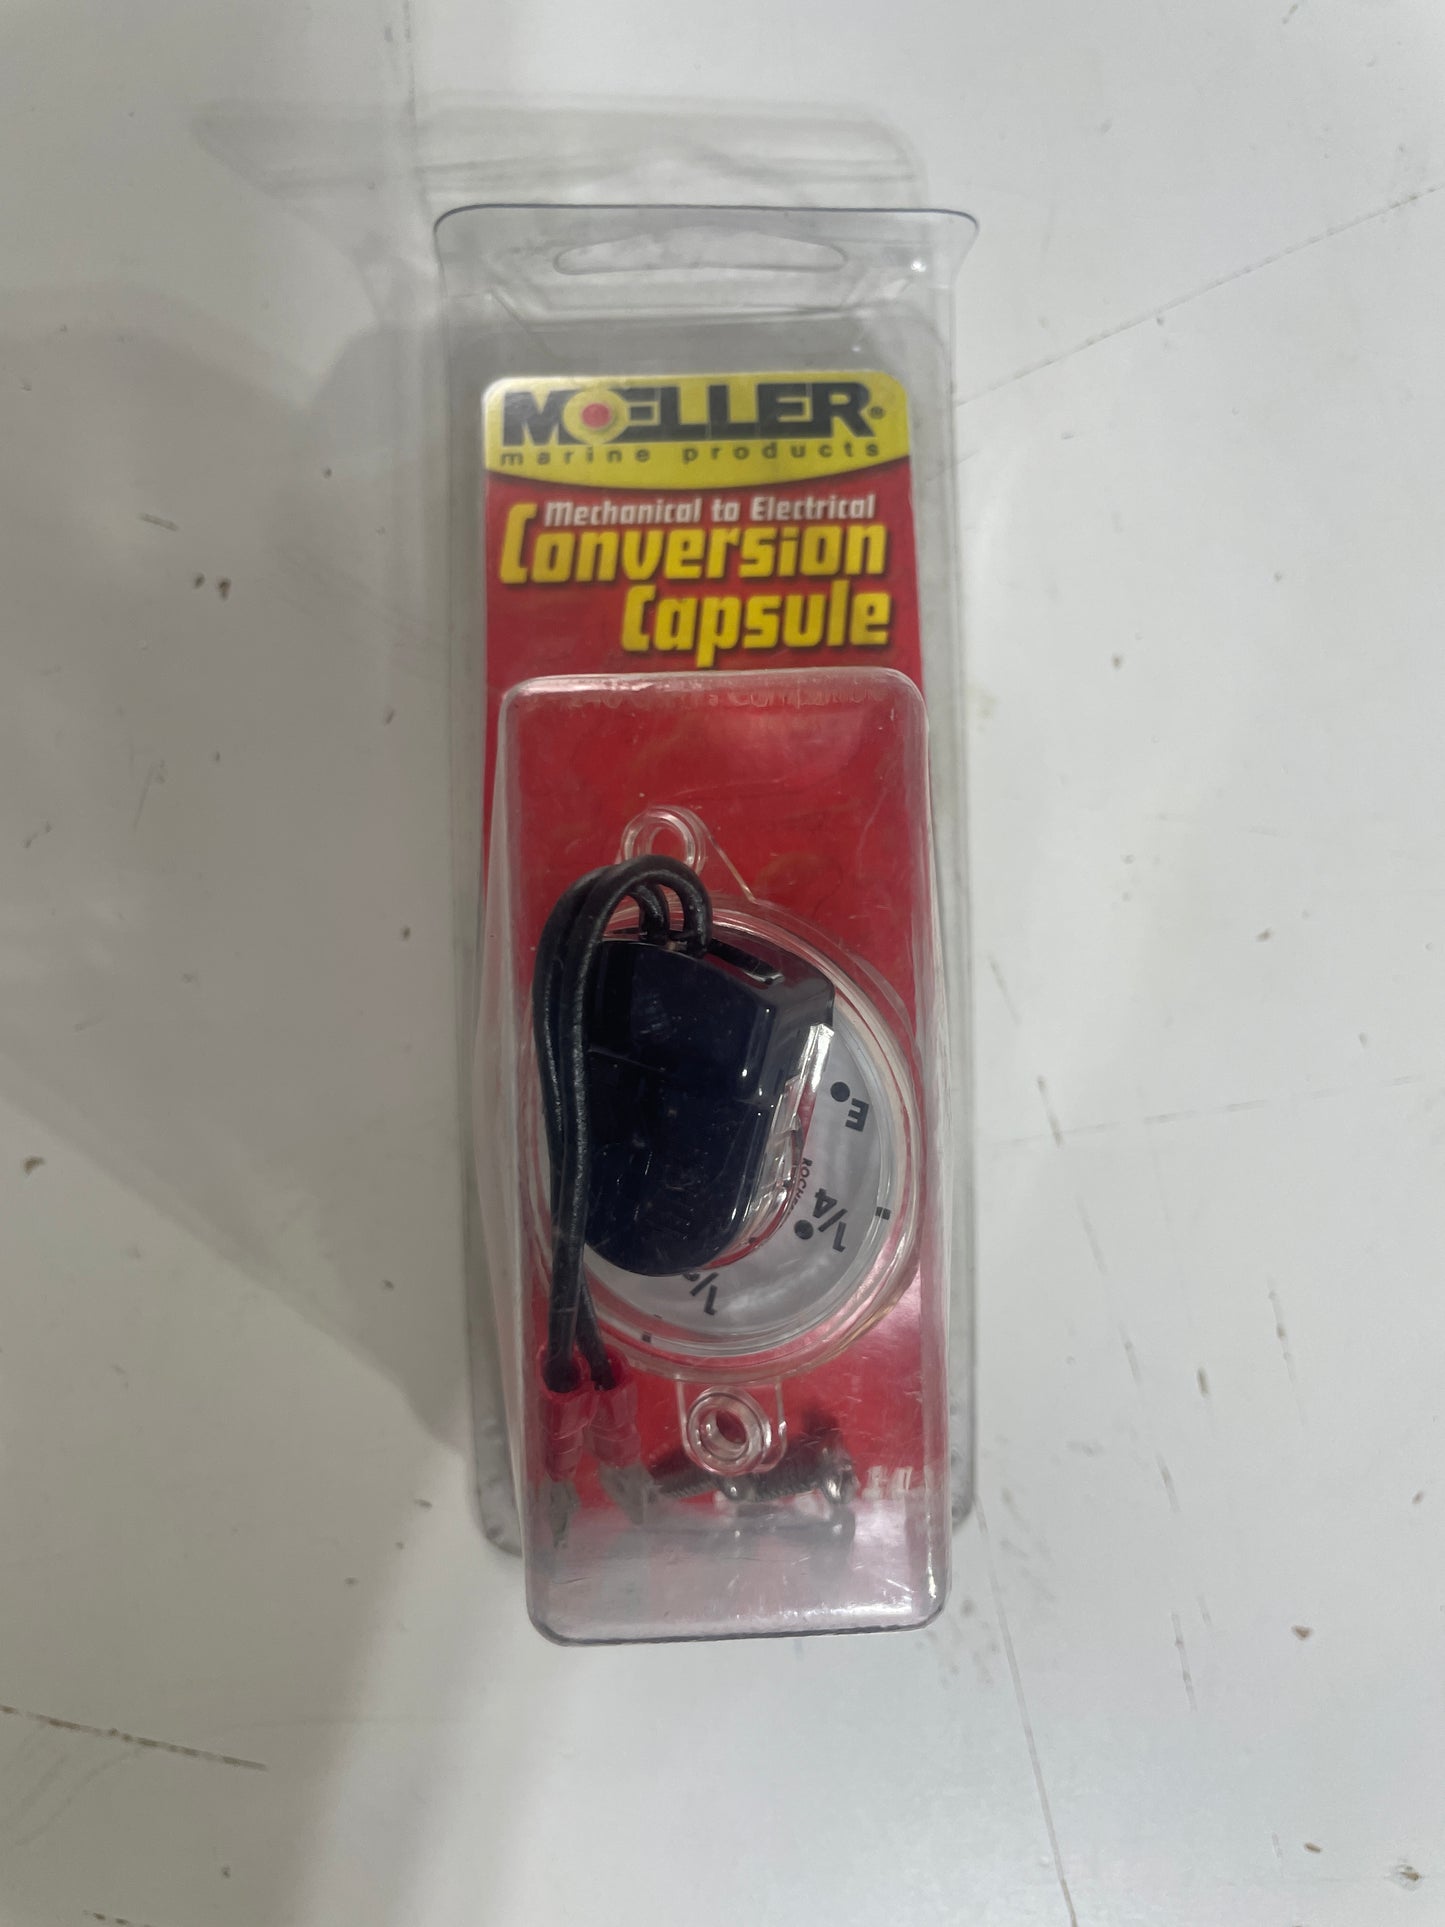 MOELLER®
marine products
Mechanical to Electrical
Conversion
Capsule
E
1/4